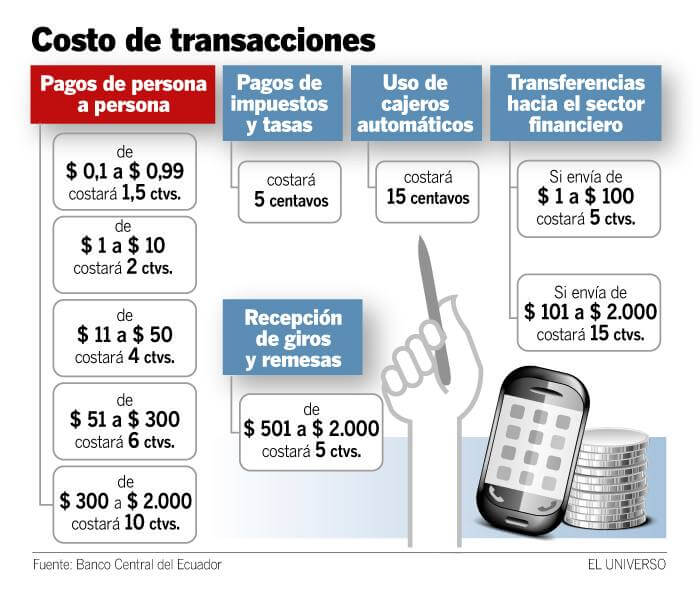 Costo de transacciones
Pagos de persona
a persona
de
$ 0,1 a $ 0,99
costará 1,5 ctvs.
de
$ 1 a $ 10
costará 2 ctvs.
de
$ 11 a $ 50
costará 4 ctvs.
de
$ 51 a $ 300
costará 6 ctvs.
de
$ 300 a $ 2.000
costará 10 ctvs.
Pagos de
impuestos
y tasas
costará
5 centavos
Uso de
cajeros
automáticos
costará
15 centavos
Transferencias
hacia el sector
financiero
Si envía de
$ 1 a $ 100
costará 5 ctvs.
Si envía de
$ 101 a $ 2.000
costará 15 ctvs.
Recepción
de giros
y remesas
de
$ 501 a $ 2.000
costará 5 ctvs.
Fuente: Banco Central del Ecuador
EL UNIVERSO